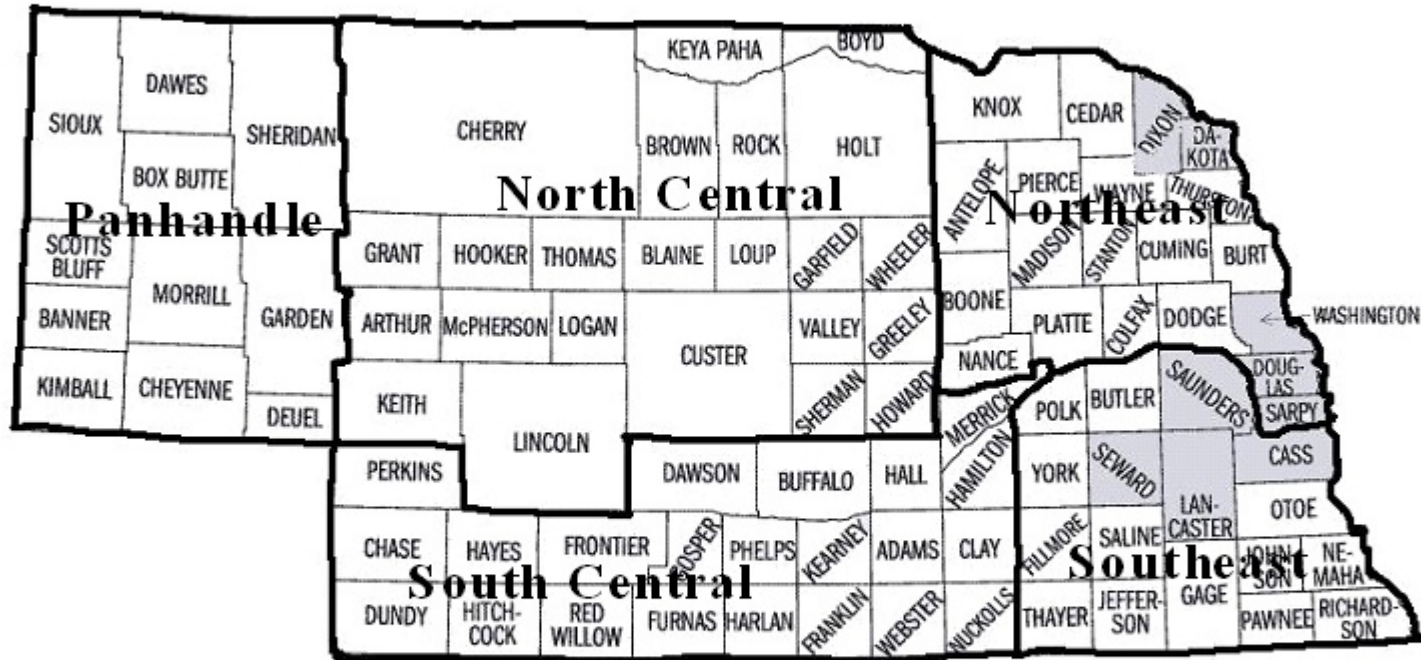 KEYA PAHA
BOYD
DAWES
SIOUX
SHERIDAN
CHERRY
BROWN
ROCK
HOLT
KNOX
CEDAR
DIXON
DA-
KOTA
BOX BUTTE
Panhandle
North Central
Northeast
ANTELOPE
PIERCE
WAYNE
THURSTON
SCOTTS
BLUFF
MORRILL
GARDEN
BANNER
KIMBALL
CHEYENNE
DEUEL
GRANT
HOOKER
THOMAS
BLAINE
LOUP
GARFIELD
WHEELER
MADISON
STANTON
CUMING
BURT
ARTHUR
McPHERSON
LOGAN
CUSTER
VALLEY
GREELEY
BOONE
PLATTE
COLFAX
DODGE
WASHINGTON
NANCE
KEITH
LINCOLN
SHERMAN
HOWARD
MERRICK
POLK
BUTLER
SAUNDERS
DOUG-
LAS
SARPY
PERKINS
DAWSON
BUFFALO
HALL
HAMILTON
YORK
SEWARD
LAN-
CASTER
CASS
OTOE
CHASE
HAYES
FRONTIER
GOSPER
PHELPS
KEARNEY
ADAMS
CLAY
FILLMORE
SALINE
South Central
Southeast
JOHN-
SON
NE-
MAHA
DUNDY
HITCH-
COCK
RED
WILLOW
FURNAS
HARLAN
FRANKLIN
WEBSTER
NUCKOLLS
THAYER
JEFFER-
SON
GAGE
PAWNEE
RICHARD-
SON